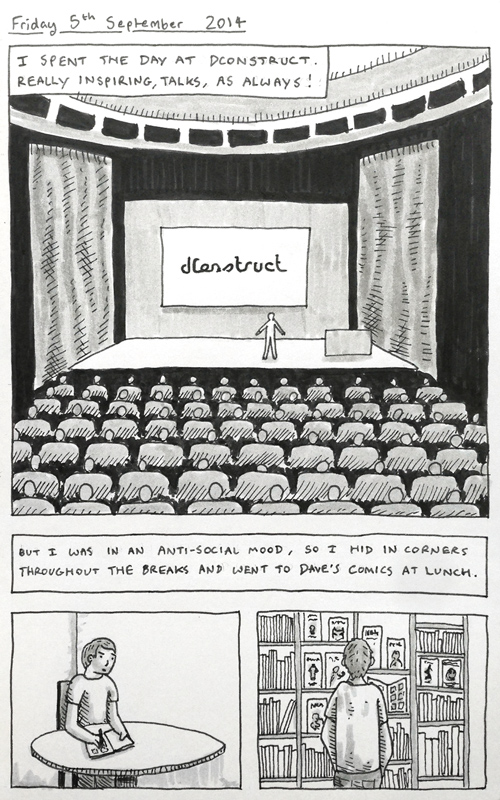 Friday 5th September 2014
I SPENT THE DAY AT DCONSTRUCT.
REALLY INSPIRING, TALKS, AS ALWAYS!
dConstruct
BUT I WAS IN AN ANTI-SOCIAL MOOD, SO I HID IN CORNERS
THROUGHOUT THE BREAKS AND WENT TO DAVE'S COMICS AT LUNCH.